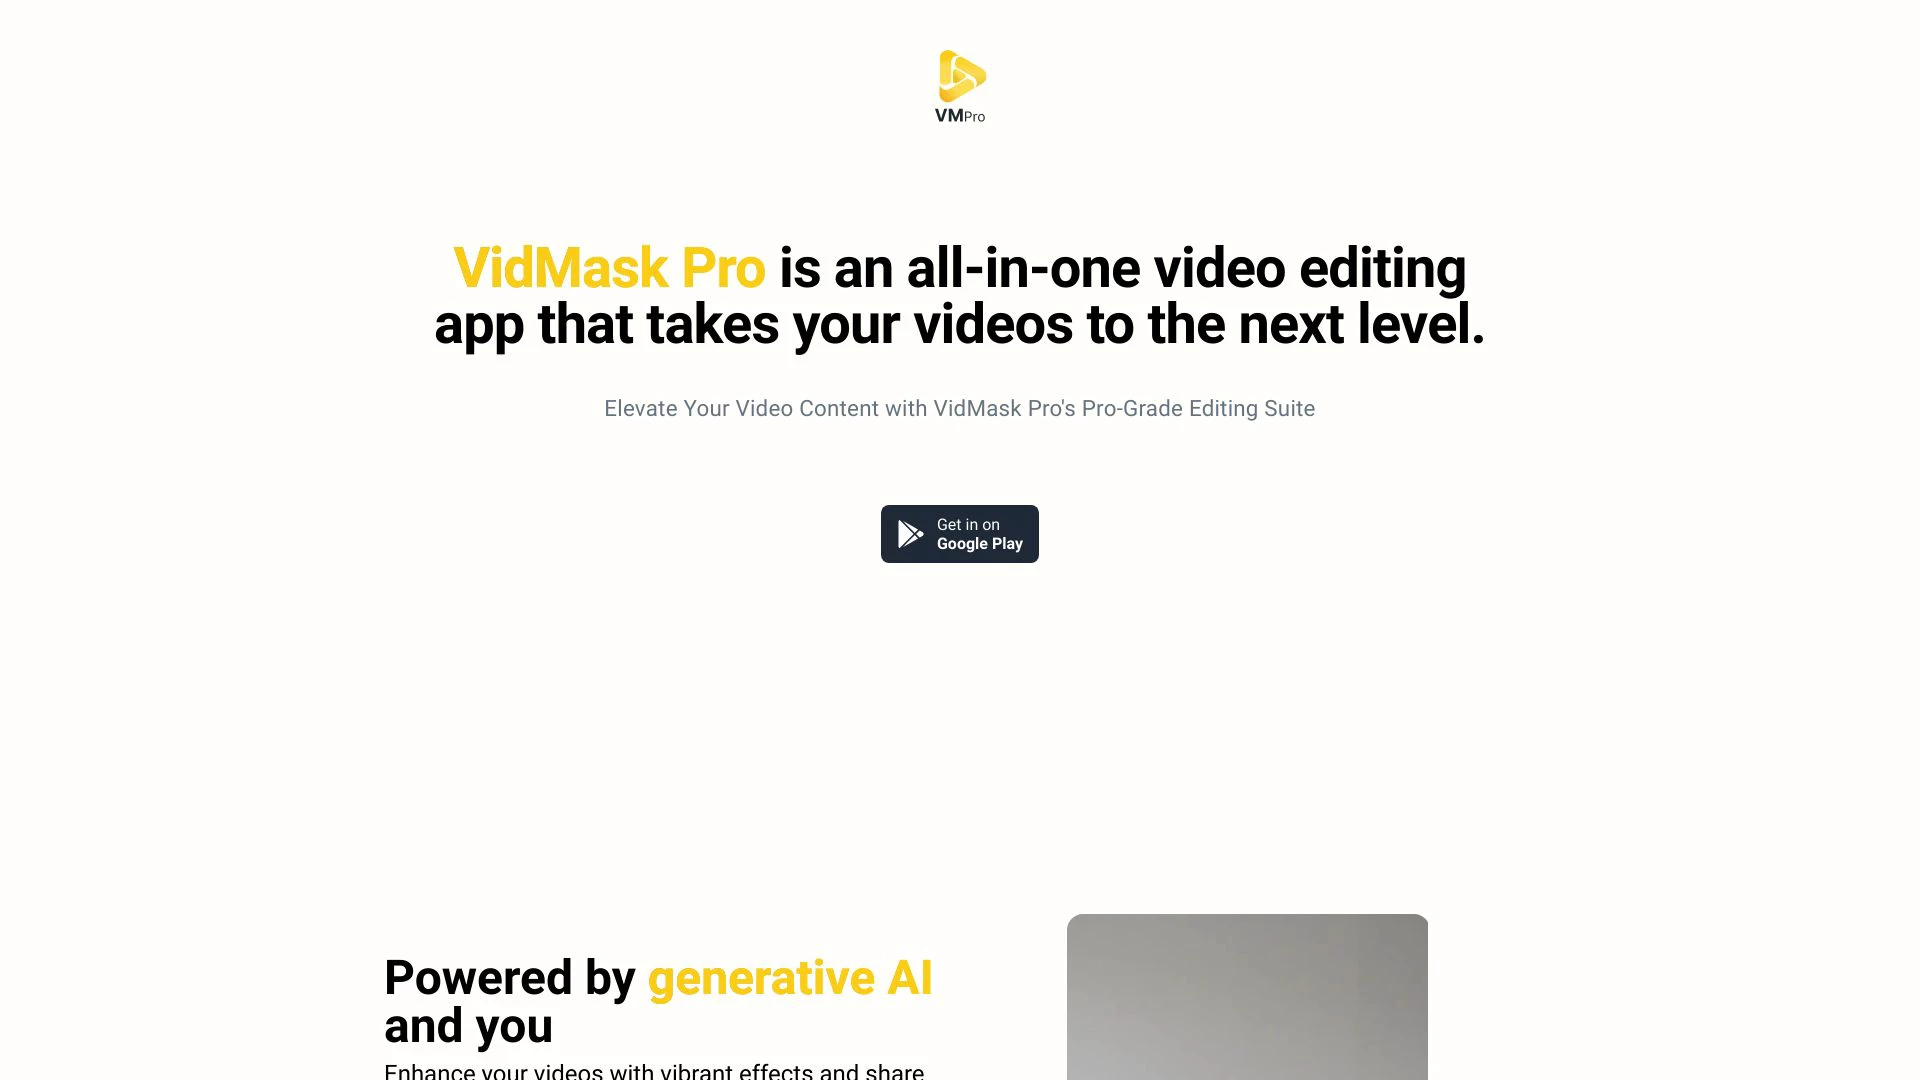 VMPro
VidMask Pro is an all-in-one video editing
app that takes your videos to the next level.
Elevate Your Video Content with VidMask Pro's Pro-Grade Editing Suite
Get in on
Google Play
Powered by generative AI
and you
Enhance your videos with vibrant effects and share